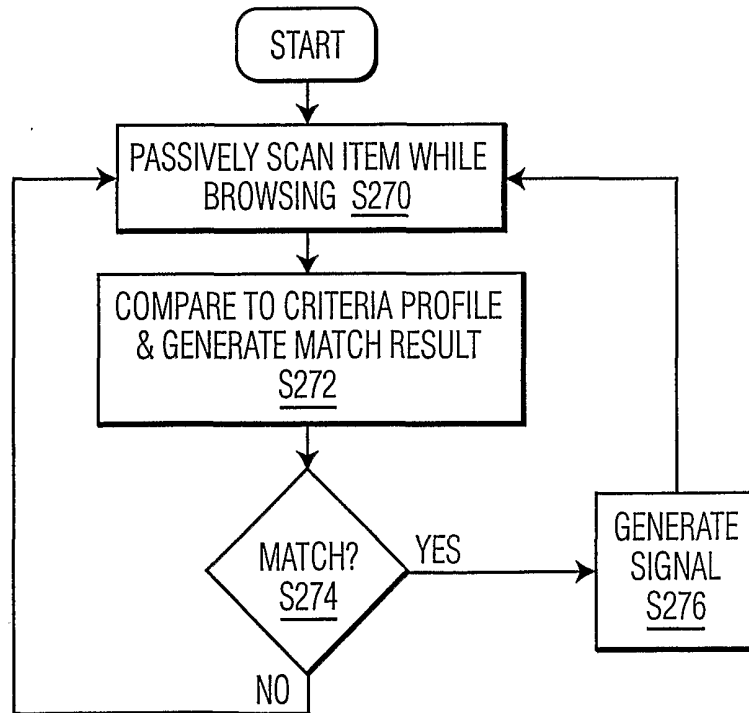 START
PASSIVELY SCAN ITEM WHILE
BROWSING S270
COMPARE TO CRITERIA PROFILE
& GENERATE MATCH RESULT
S272
MATCH?
S274
YES
GENERATE
SIGNAL
S276
NO